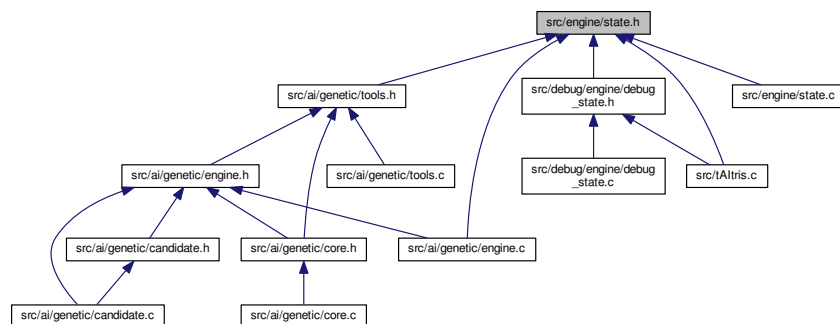 src/engine/state.h
src/ai/genetic/tools.h
src/debug/engine/debug
_state.h
src/engine/state.c
src/ai/genetic/engine.h
src/ai/genetic/tools.c
src/debug/engine/debug
_state.c
src/tAItris.c
src/ai/genetic/candidate.h
src/ai/genetic/core.h
src/ai/genetic/engine.c
src/ai/genetic/candidate.c
src/ai/genetic/core.c